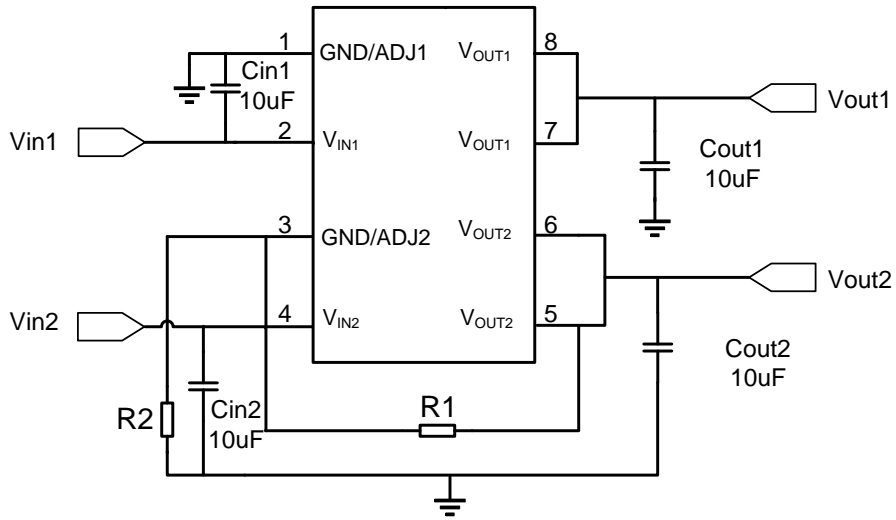 1 GND/ADJ1 VOUT1 8
Cin1
10uF
Vin1 2 VIN1 VOUT1 7
Vout1
Cout1
10uF
3 GND/ADJ2 VOUT2 6
Vout2
Vin2 4 VIN2 VOUT2 5
Cout2
10uF
R2 Cin2 R1
10uF